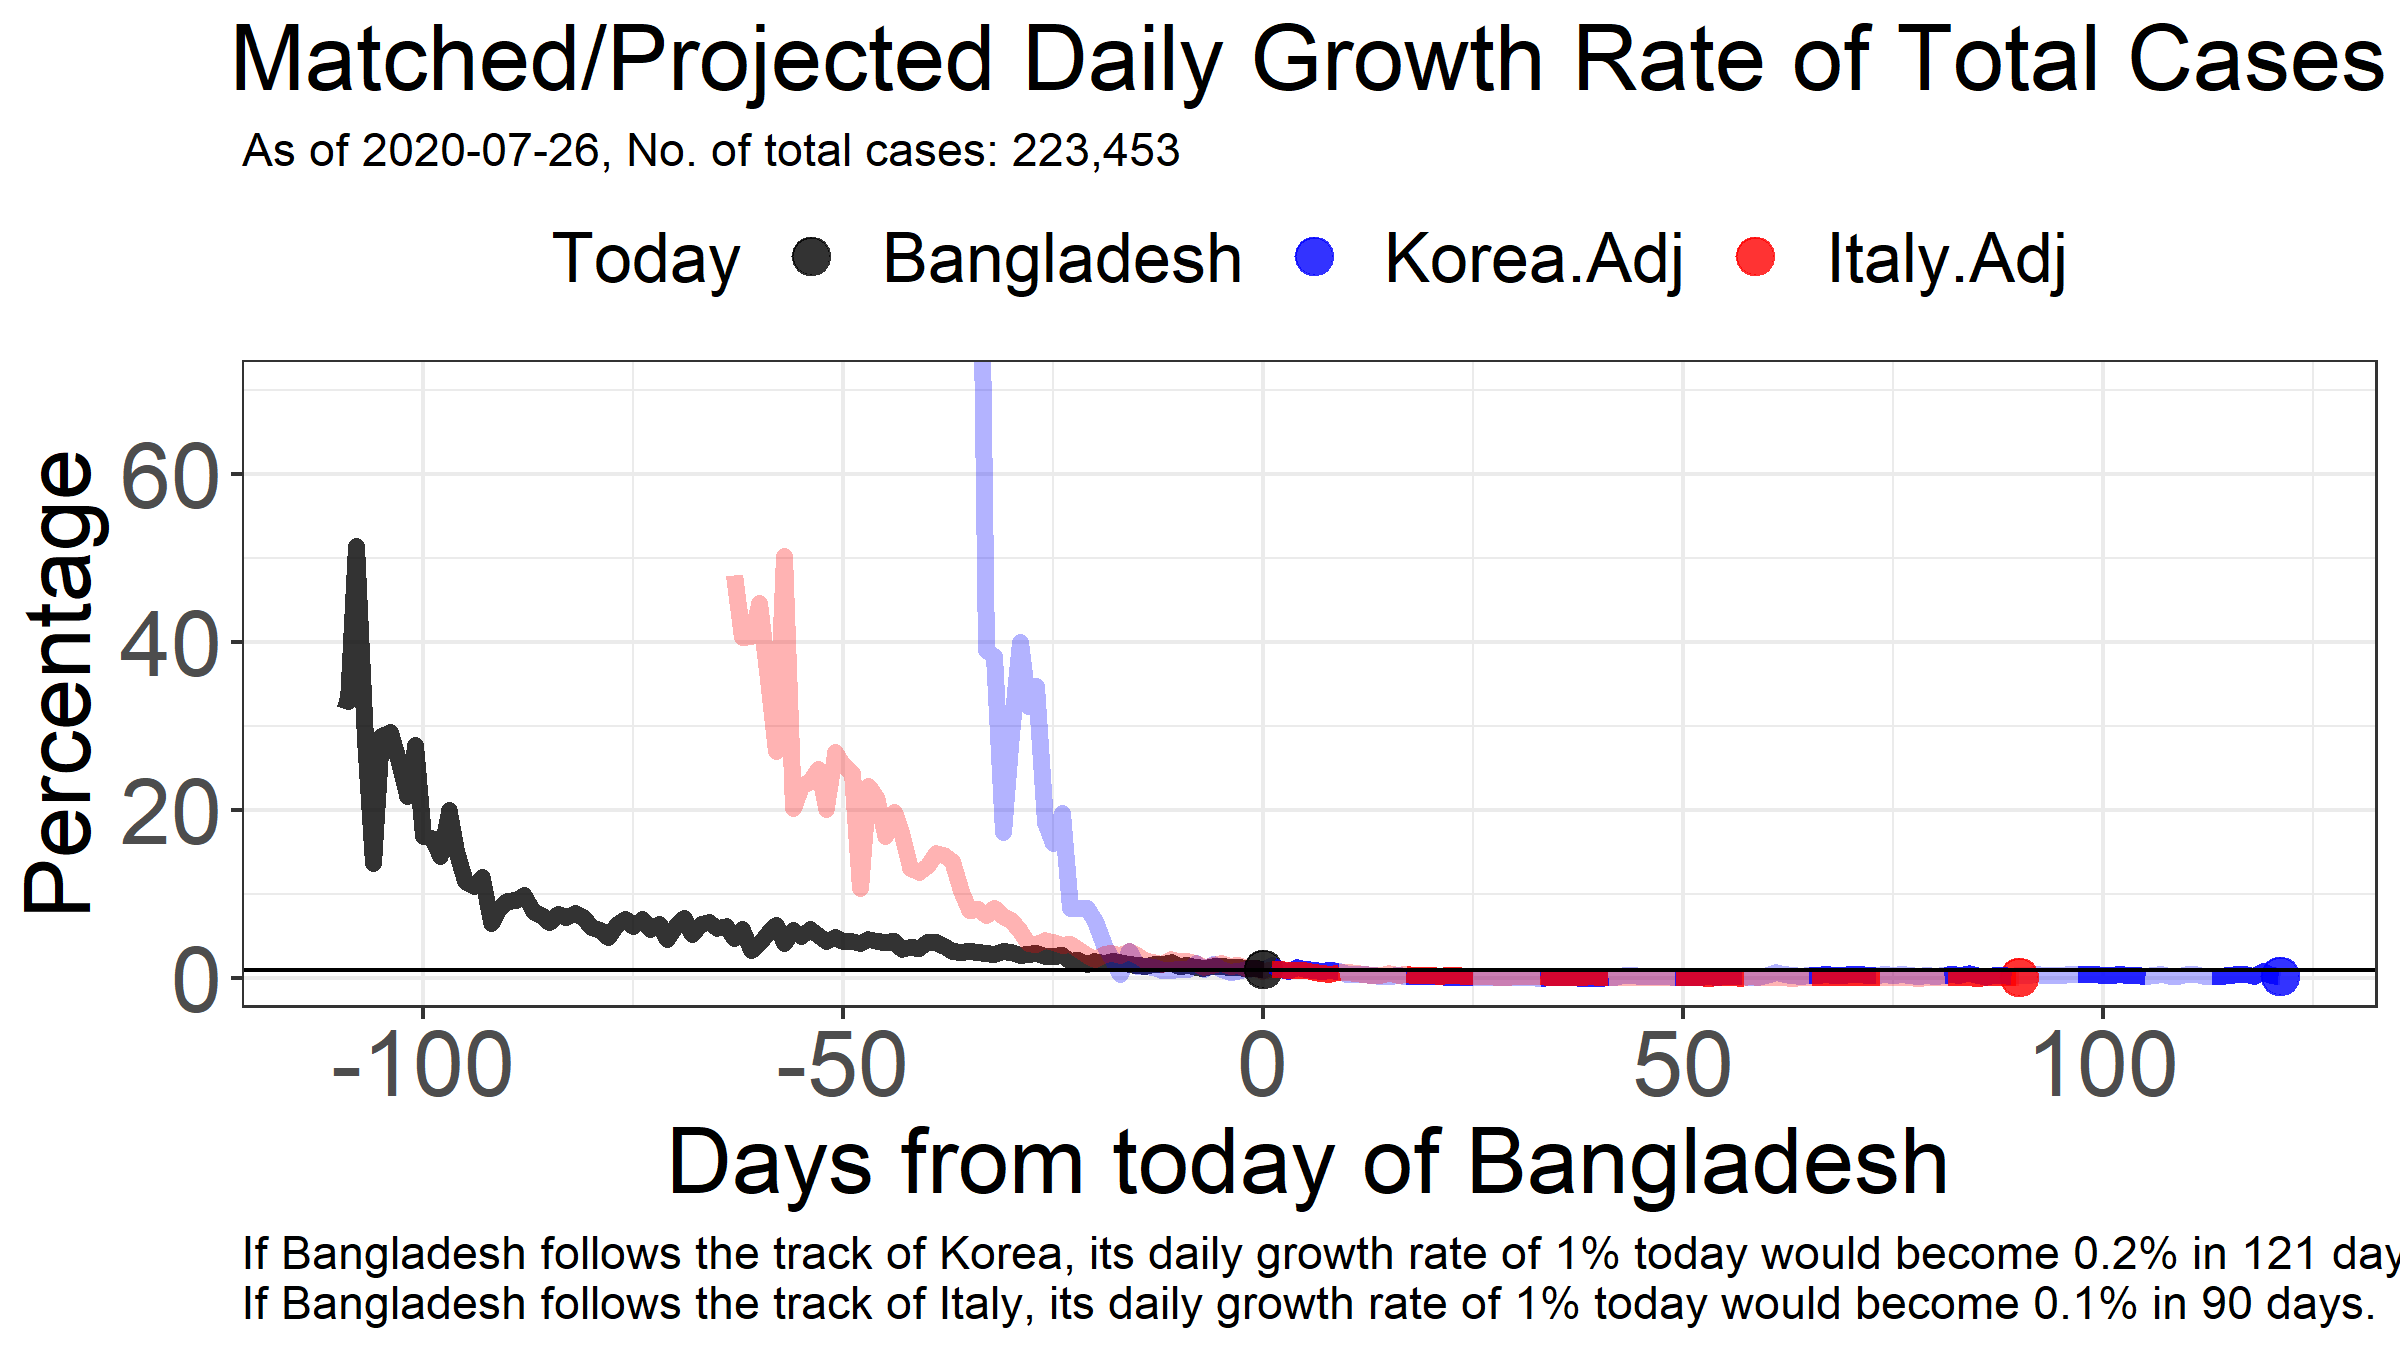 Matched/Projected Daily Growth Rate of Total Cases
As of 2020-07-26, No. of total cases: 223,453
Today Bangladesh Korea.Adj Italy.Adj
Percentage
60
40
20
0
-100 -50 0 50 100
Days from today of Bangladesh
If Bangladesh follows the track of Korea, its daily growth rate of 1% today would become 0.2% in 121 day
If Bangladesh follows the track of Italy, its daily growth rate of 1% today would become 0.1% in 90 days.